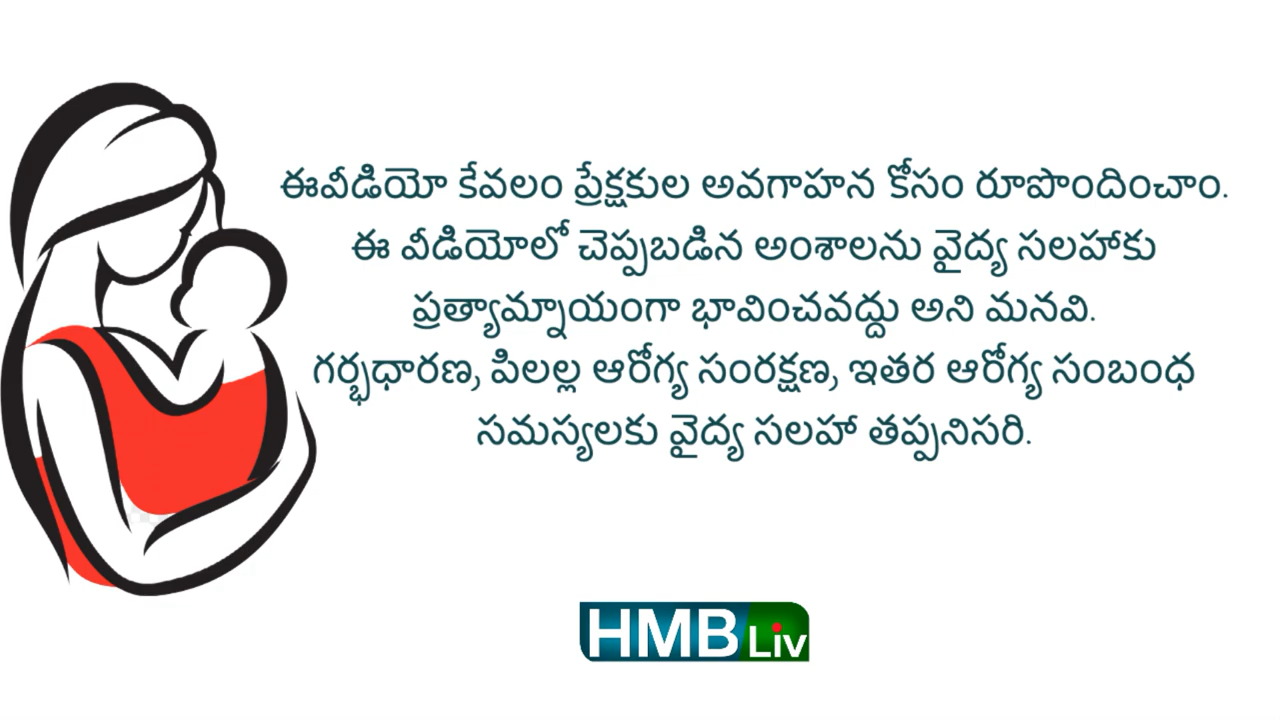 ఈవీడియో కేవలం ప్రేక్షకుల అవగాహన కోసం రూపొందించాం.
ఈ వీడియోలో చెప్పబడిన అంశాలను వైద్య సలహాకు
ప్రత్యామ్నాయంగా భావించవద్దు అని మనవి.
గర్భధారణ, పిలల్ల ఆరోగ్య సంరక్షణ, ఇతర ఆరోగ్య సంబంధ
సమస్యలకు వైద్య సలహా తప్పనిసరి.
HMB Liv